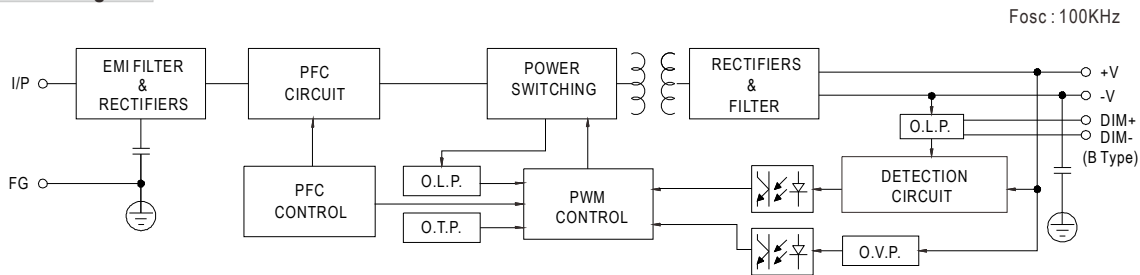 Fosc : 100KHz
I/P
EMI FILTER
&
RECTIFIERS
PFC
CIRCUIT
POWER
SWITCHING
RECTIFIERS
&
FILTER
+V
-V
DIM+
DIM-
(B Type)
O.L.P.
FG
PFC
CONTROL
O.L.P.
O.T.P.
PWM
CONTROL
DETECTION
CIRCUIT
O.V.P.